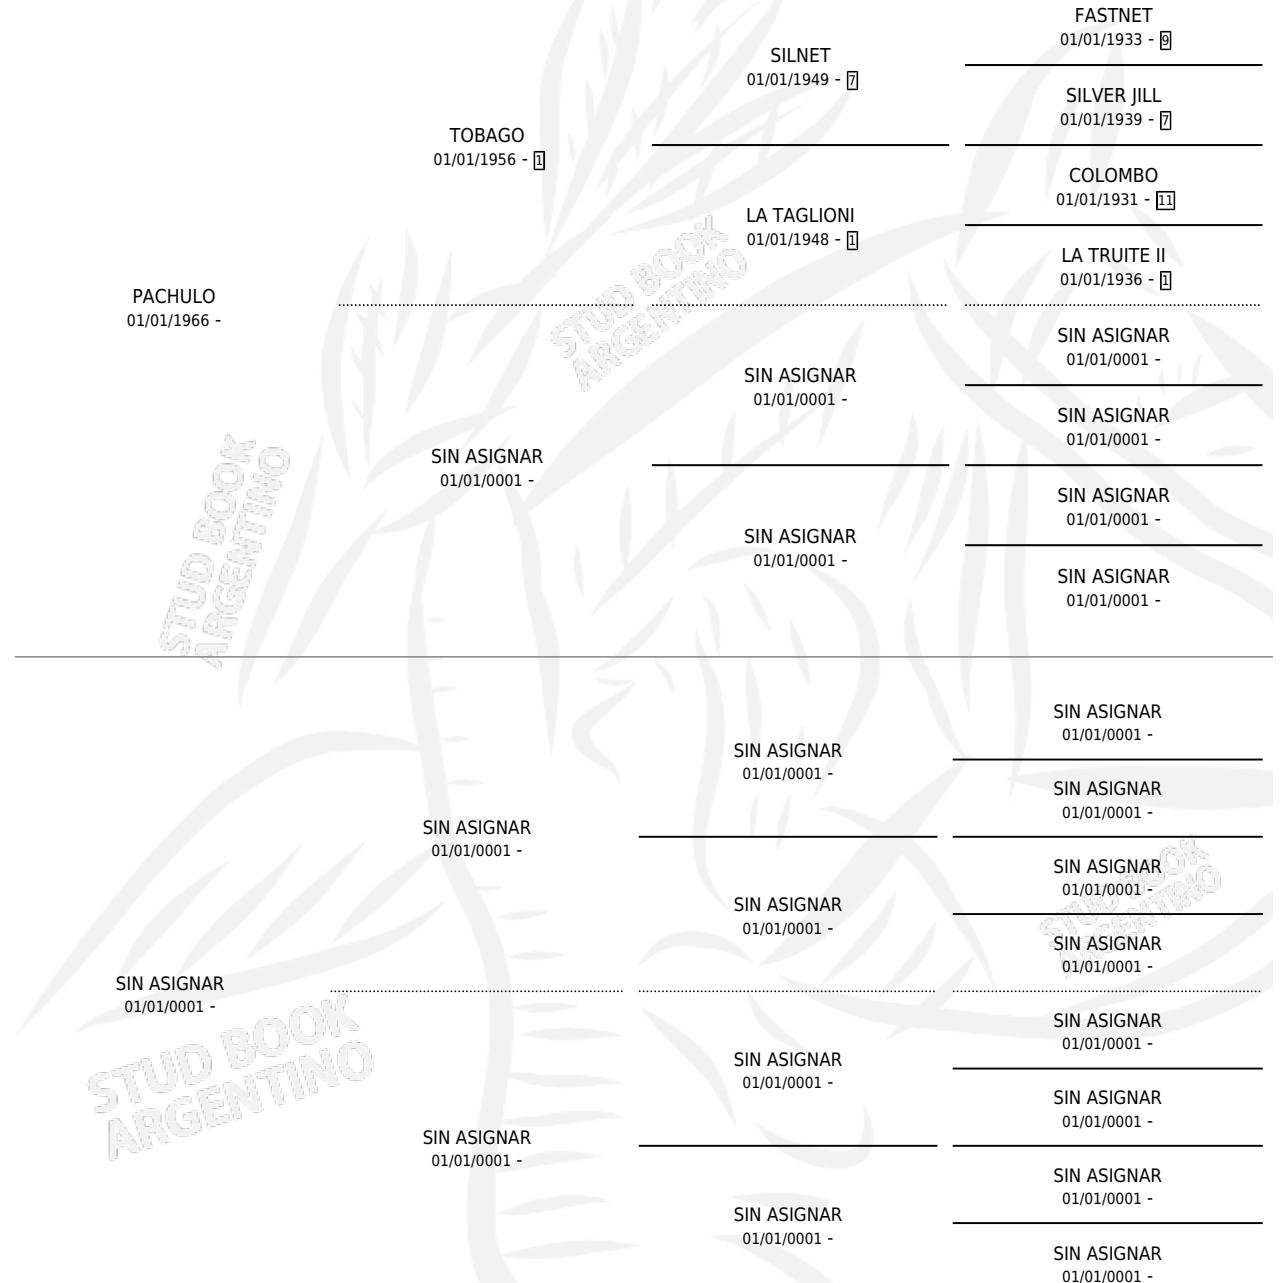 FASTNET
01/01/1933 - 9
SILNET
01/01/1949 - 7
SILVER JILL
01/01/1939 - 7
TOBAGO
01/01/1956 - 1
COLOMBO
01/01/1931 - 11
LA TAGLIONI
01/01/1948 - 1
LA TRUITE II
01/01/1936 - 1
PACHULO
01/01/1966 -
STUD BOOK
ARGENTINO
SIN ASIGNAR
01/01/0001 -
SIN ASIGNAR
01/01/0001 -
SIN ASIGNAR
01/01/0001 -
SIN ASIGNAR
01/01/0001 -
SIN ASIGNAR
01/01/0001 -
SIN ASIGNAR
01/01/0001 -
SIN ASIGNAR
01/01/0001 -
STUD BOOK
ARGENTINO
SIN ASIGNAR
01/01/0001 -
SIN ASIGNAR
01/01/0001 -
SIN ASIGNAR
01/01/0001 -
SIN ASIGNAR
01/01/0001 -
SIN ASIGNAR
01/01/0001 -
SIN ASIGNAR
01/01/0001 -
SIN ASIGNAR
01/01/0001 -
STUD BOOK
ARGENTINO
SIN ASIGNAR
01/01/0001 -
SIN ASIGNAR
01/01/0001 -
SIN ASIGNAR
01/01/0001 -
SIN ASIGNAR
01/01/0001 -
STUD BOOK
ARGENTINO
SIN ASIGNAR
01/01/0001 -
SIN ASIGNAR
01/01/0001 -
SIN ASIGNAR
01/01/0001 -
SIN ASIGNAR
01/01/0001 -